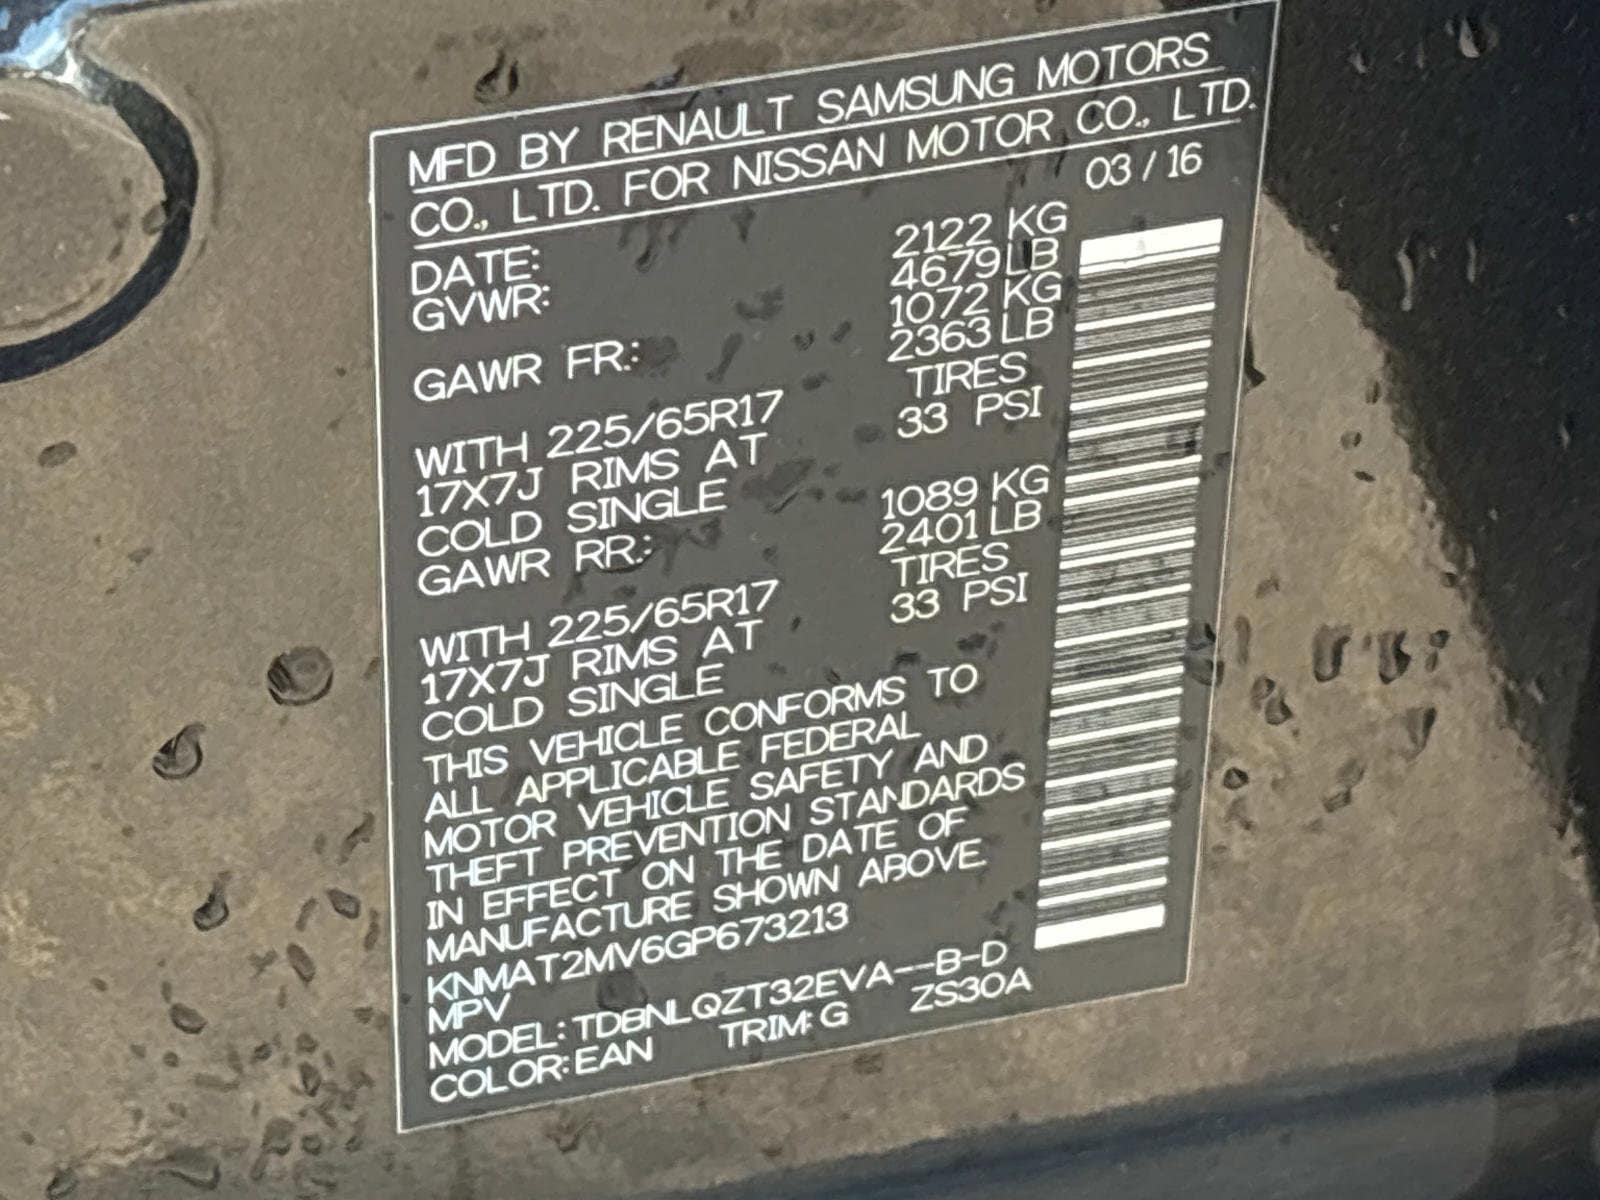 MFD BY RENAULT SAMSUNG MOTORS
CO., LTD. FOR NISSAN MOTOR CO., LTD.
DATE: 03 / 16
GVWR: 2122 KG
4679 LB
GAWR FR.: 1072 KG
2363 LB
WITH 225/65R17 TIRES
17X7J RIMS AT 33 PSI
COLD SINGLE
GAWR RR.: 1089 KG
2401 LB
WITH 225/65R17 TIRES
17X7J RIMS AT 33 PSI
COLD SINGLE
THIS VEHICLE CONFORMS TO
ALL APPLICABLE FEDERAL
MOTOR VEHICLE SAFETY AND
THEFT PREVENTION STANDARDS
IN EFFECT ON THE DATE OF
MANUFACTURE SHOWN ABOVE.
KNMAT2MV6GP673213
MPV
MODEL: TDBNLQZT32EVA--B-D
COLOR: EAN TRIM: G ZS30A